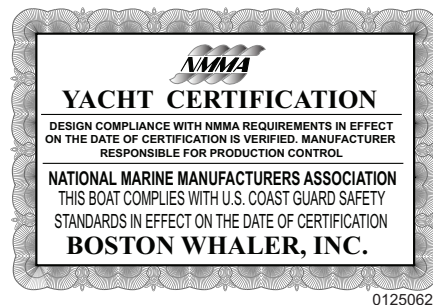 NMMA
YACHT CERTIFICATION
DESIGN COMPLIANCE WITH NMMA REQUIREMENTS IN EFFECT
ON THE DATE OF CERTIFICATION IS VERIFIED. MANUFACTURER
RESPONSIBLE FOR PRODUCTION CONTROL
NATIONAL MARINE MANUFACTURERS ASSOCIATION
THIS BOAT COMPLIES WITH U.S. COAST GUARD SAFETY
STANDARDS IN EFFECT ON THE DATE OF CERTIFICATION
BOSTON WHALER, INC.
0125062